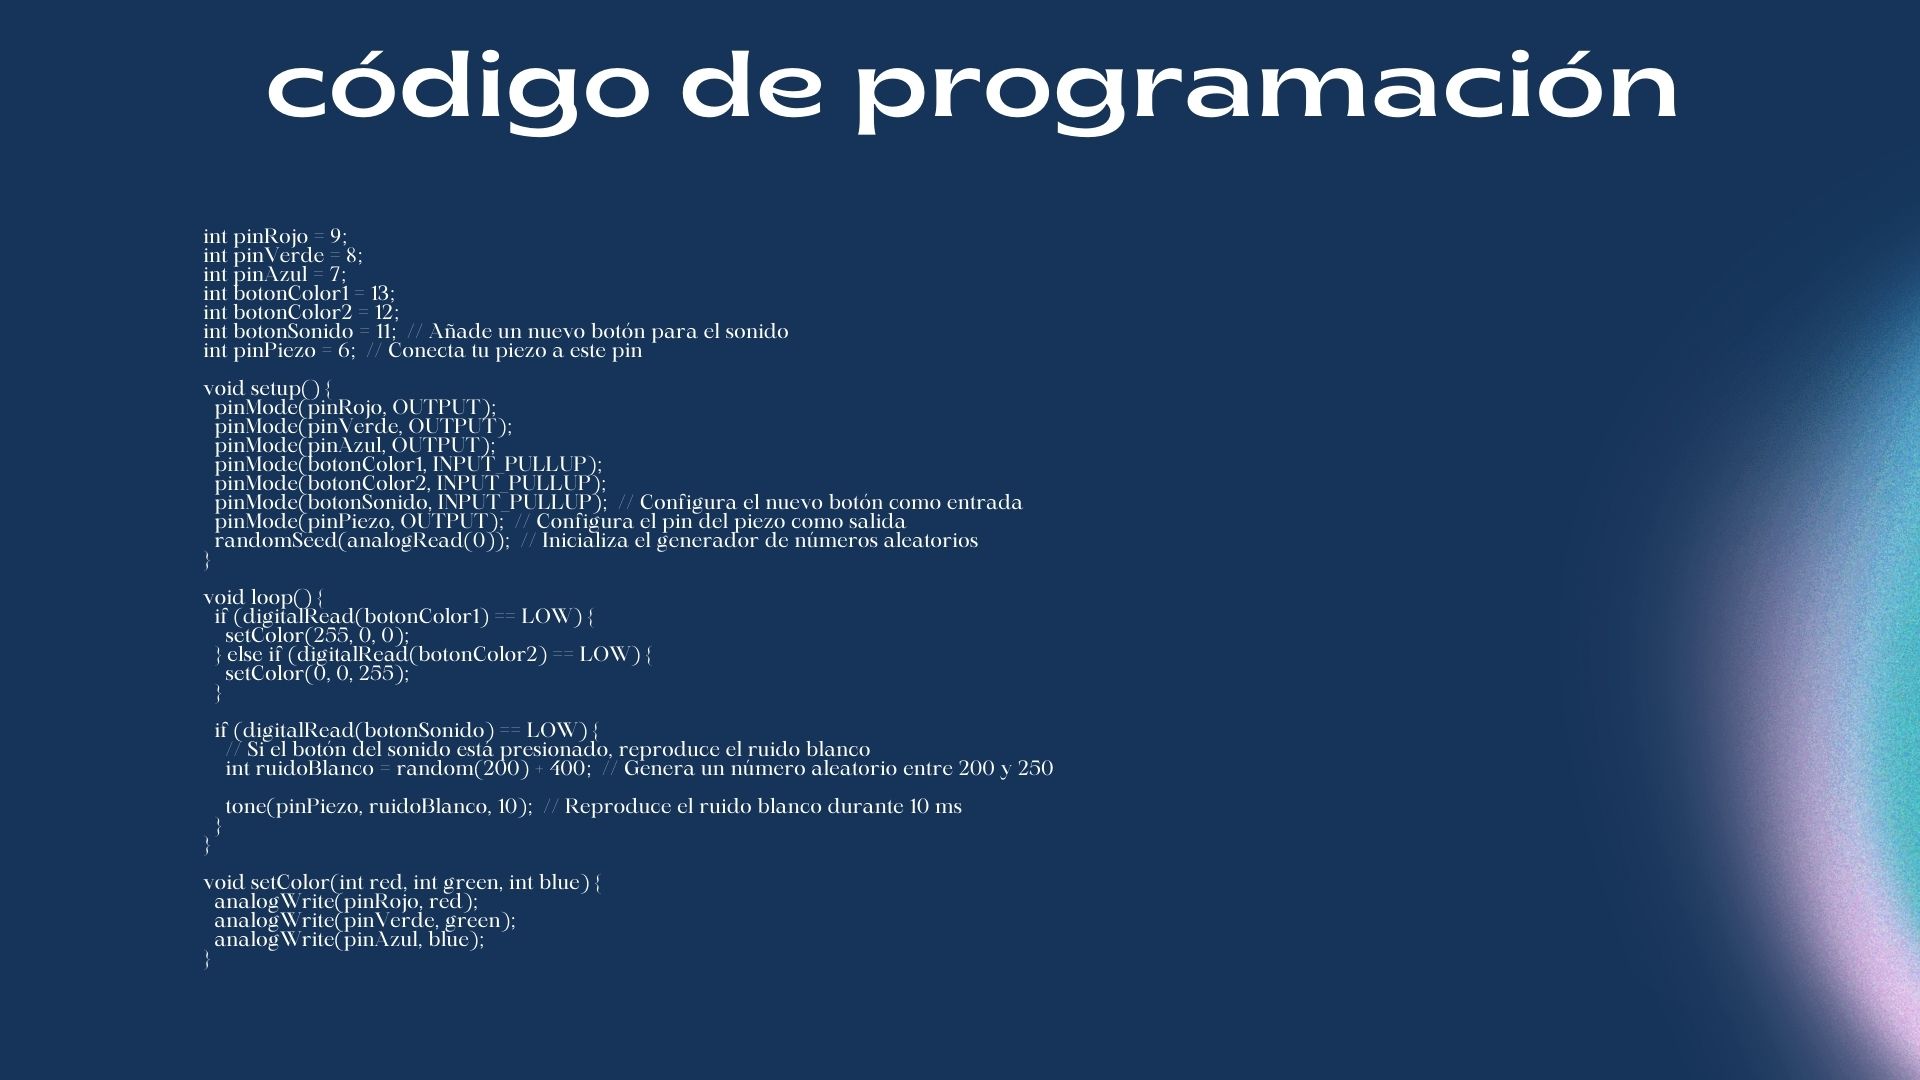 código de programación
int pinRojo = 9;
int pinVerde = 8;
int pinAzul = 7;
int botonColor1 = 13;
int botonColor2 = 12;
int botonSonido = 11;  // Añade un nuevo botón para el sonido
int pinPiezo = 6;  // Conecta tu piezo a este pin
void setup() {
  pinMode(pinRojo, OUTPUT);
  pinMode(pinVerde, OUTPUT);
  pinMode(pinAzul, OUTPUT);
  pinMode(botonColor1, INPUT_PULLUP);
  pinMode(botonColor2, INPUT_PULLUP);
  pinMode(botonSonido, INPUT_PULLUP);  // Configura el nuevo botón como entrada
  pinMode(pinPiezo, OUTPUT);  // Configura el pin del piezo como salida
  randomSeed(analogRead(0));  // Inicializa el generador de números aleatorios
}
void loop() {
  if (digitalRead(botonColor1) == LOW) {
    setColor(255, 0, 0);
  } else if (digitalRead(botonColor2) == LOW) {
    setColor(0, 0, 255);
  }
  if (digitalRead(botonSonido) == LOW) {
    // Si el botón del sonido está presionado, reproduce el ruido blanco
    int ruidoBlanco = random(200) + 400;  // Genera un número aleatorio entre 200 y 250
    tone(pinPiezo, ruidoBlanco, 10);  // Reproduce el ruido blanco durante 10 ms
  }
}
void setColor(int red, int green, int blue) {
  analogWrite(pinRojo, red);
  analogWrite(pinVerde, green);
  analogWrite(pinAzul, blue);
}